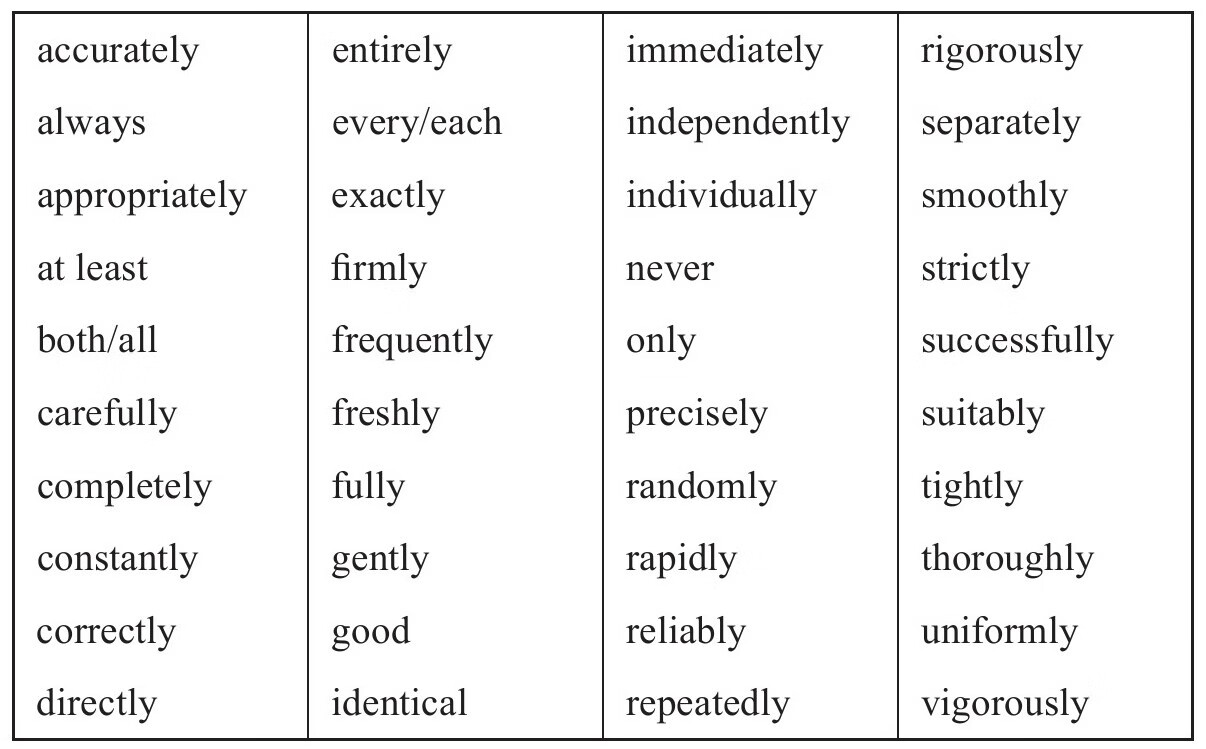 accurately entirely immediately rigorously
always every/each independently separately
appropriately exactly individually smoothly
at least firmly never strictly
both/all frequently only successfully
carefully freshly precisely suitably
completely fully randomly tightly
constantly gently rapidly thoroughly
correctly good reliably uniformly
directly identical repeatedly vigorously